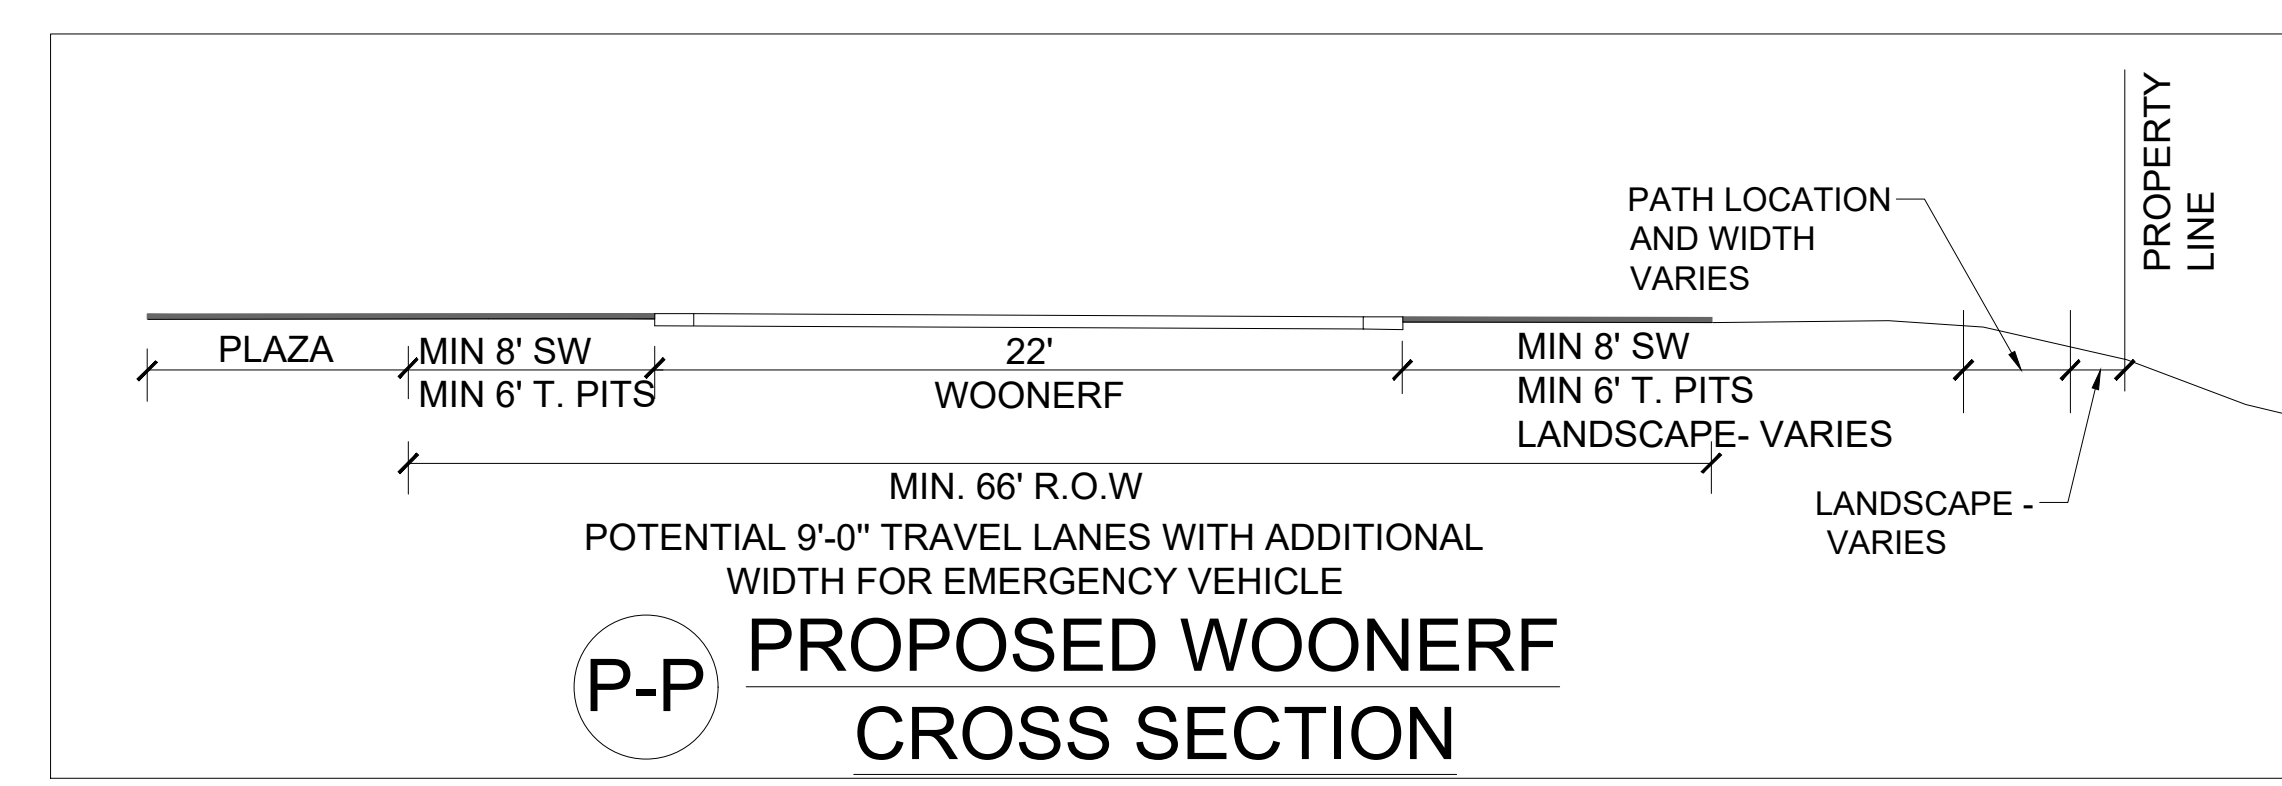 PROPERTY
LINE
PATH LOCATION
AND WIDTH
VARIES
PLAZA
MIN 8' SW
MIN 6' T. PITS
22'
WOONERF
MIN 8' SW
MIN 6' T. PITS
LANDSCAPE- VARIES
MIN. 66' R.O.W
LANDSCAPE -
VARIES
POTENTIAL 9'-0" TRAVEL LANES WITH ADDITIONAL
WIDTH FOR EMERGENCY VEHICLE
P-P
PROPOSED WOONERF
CROSS SECTION